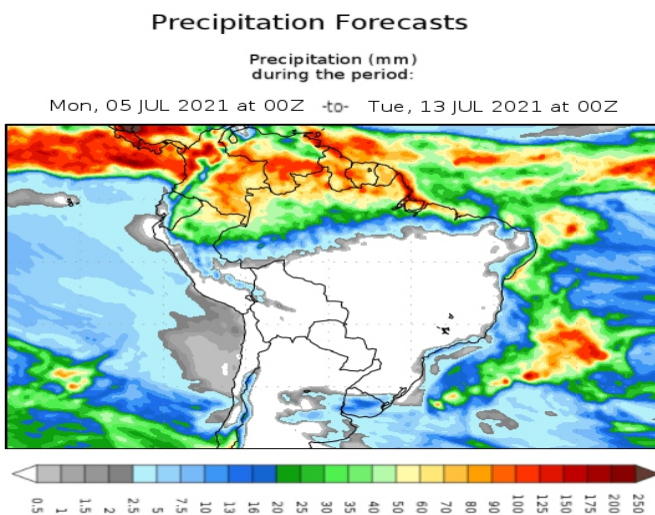 Precipitation Forecasts
Precipitation (mm)
during the period:
Mon, 05 JUL 2021 at 00Z -to- Tue, 13 JUL 2021 at 00Z
0.5 1 1.5 2 2.5 5 7.5 10 13 16 20 25 30 35 40 50 60 70 80 90 100 125 150 175 200 250